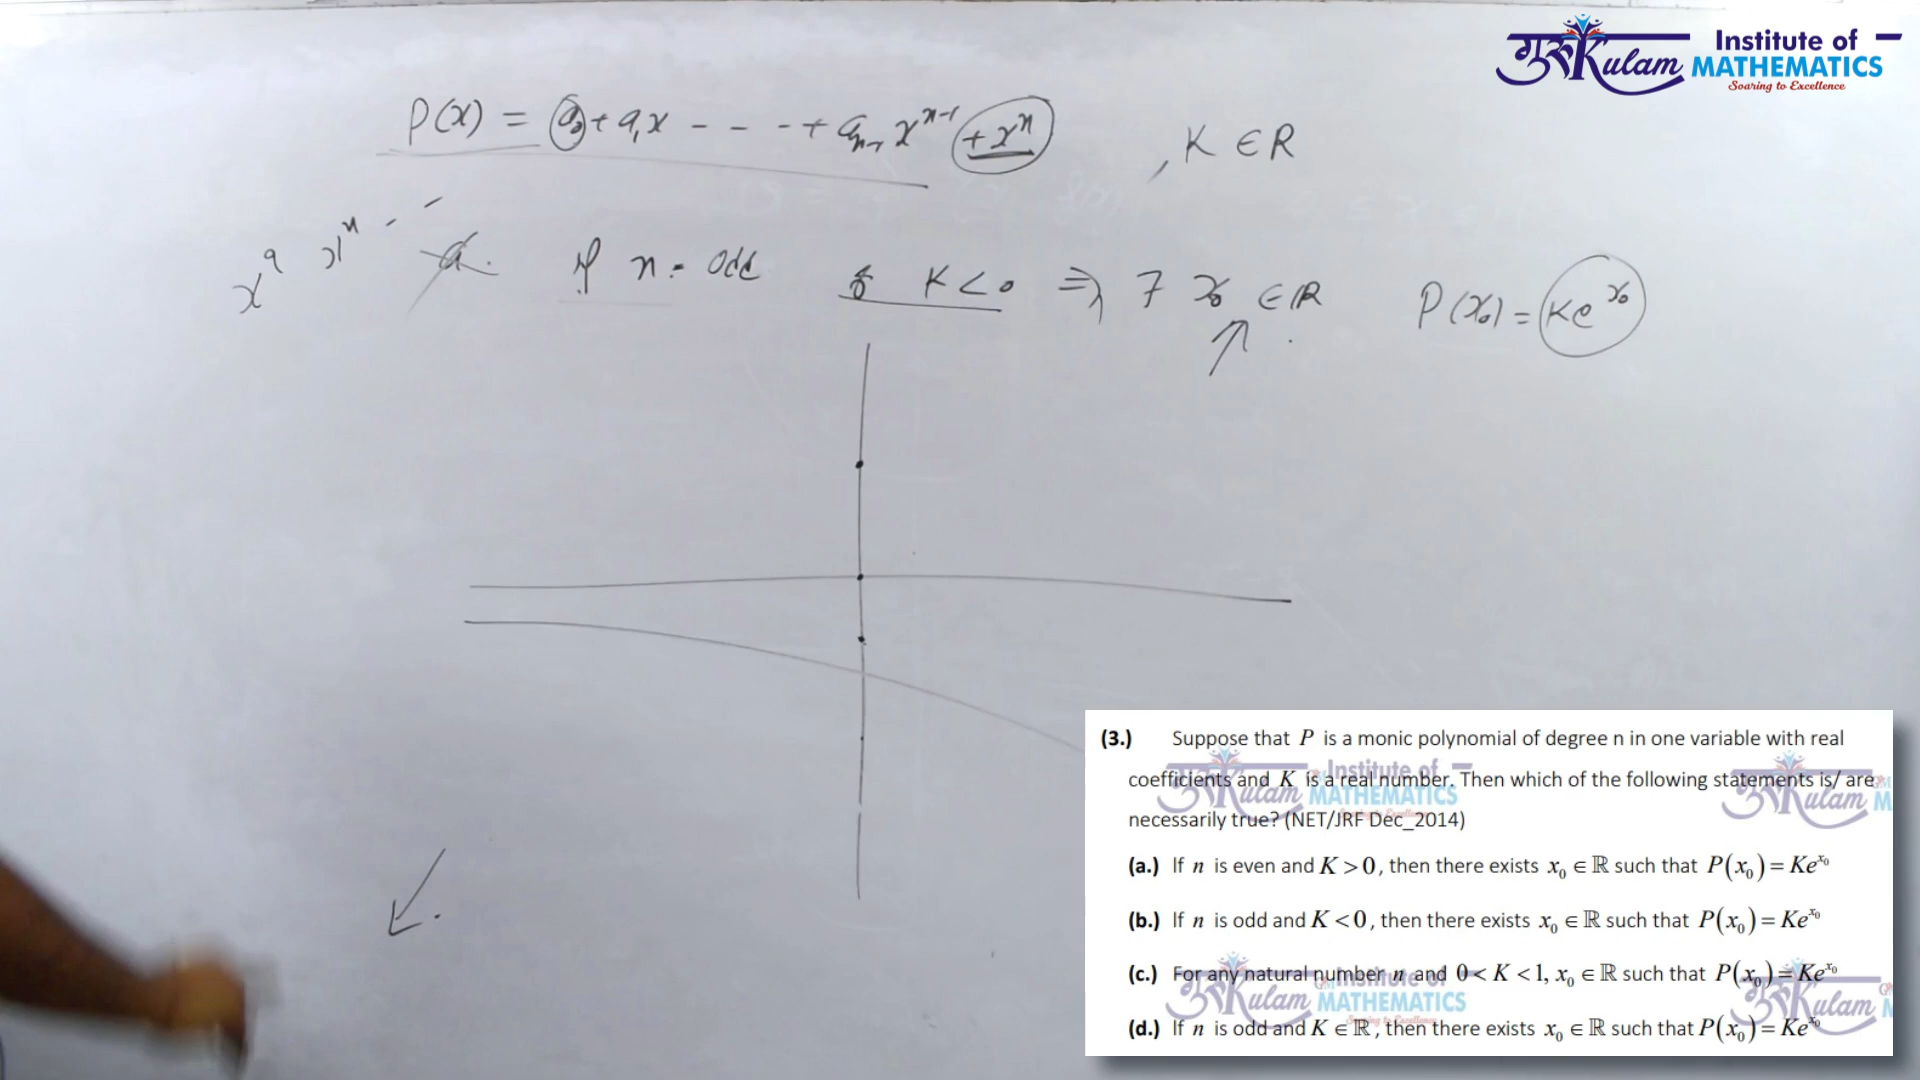 गुरुKulam Institute of MATHEMATICS
Soaring to Excellence
P(x) = a₀ + a₁x - - - + aₙ₋₁ xⁿ⁻¹ + xⁿ , K ∈ R
If n = odd & K < 0 ⇒ ∃ x₀ ∈ R P(x₀) = Ke^{x₀}
(3.) Suppose that P is a monic polynomial of degree n in one variable with real
coefficients and K is a real number. Then which of the following statements is/ are
necessarily true? (NET/JRF Dec_2014)
(a.) If n is even and K > 0, then there exists x₀ ∈ ℝ such that P(x₀) = Ke^{x₀}
(b.) If n is odd and K < 0, then there exists x₀ ∈ ℝ such that P(x₀) = Ke^{x₀}
(c.) For any natural number n and 0 < K < 1, x₀ ∈ ℝ such that P(x₀) = Ke^{x₀}
(d.) If n is odd and K ∈ ℝ, then there exists x₀ ∈ ℝ such that P(x₀) = Ke^{x₀}